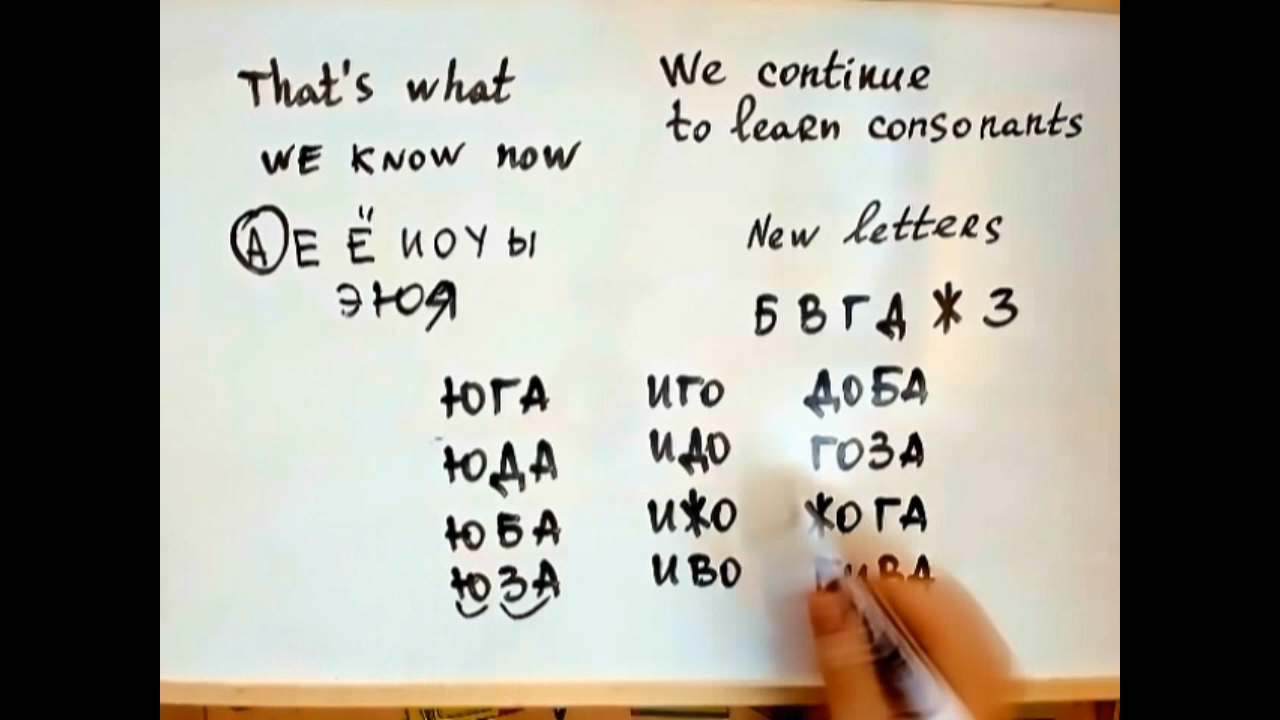 That's what
WE KNOW now
А Е Ё И О У Ы
Э Ю Я
We continue
to learn consonants
New letters
Б В Г Д Ж З
ЮГА
ЮДА
ЮБА
ЮЗА
ИГО
ИДО
ИЖО
ИВО
ДОБА
ГОЗА
ЖОГА